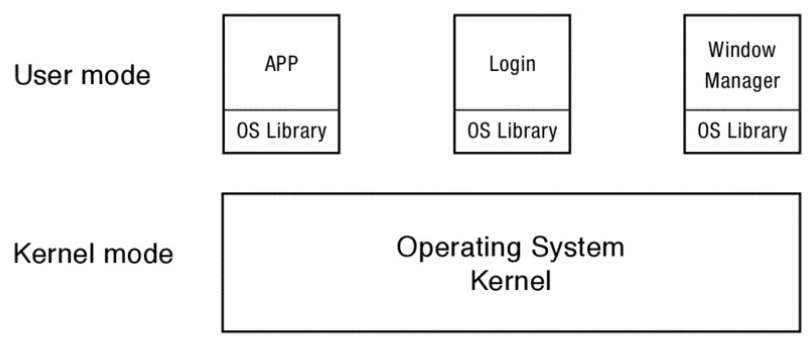 User mode
APP
OS Library
Login
OS Library
Window
Manager
OS Library
Kernel mode
Operating System
Kernel